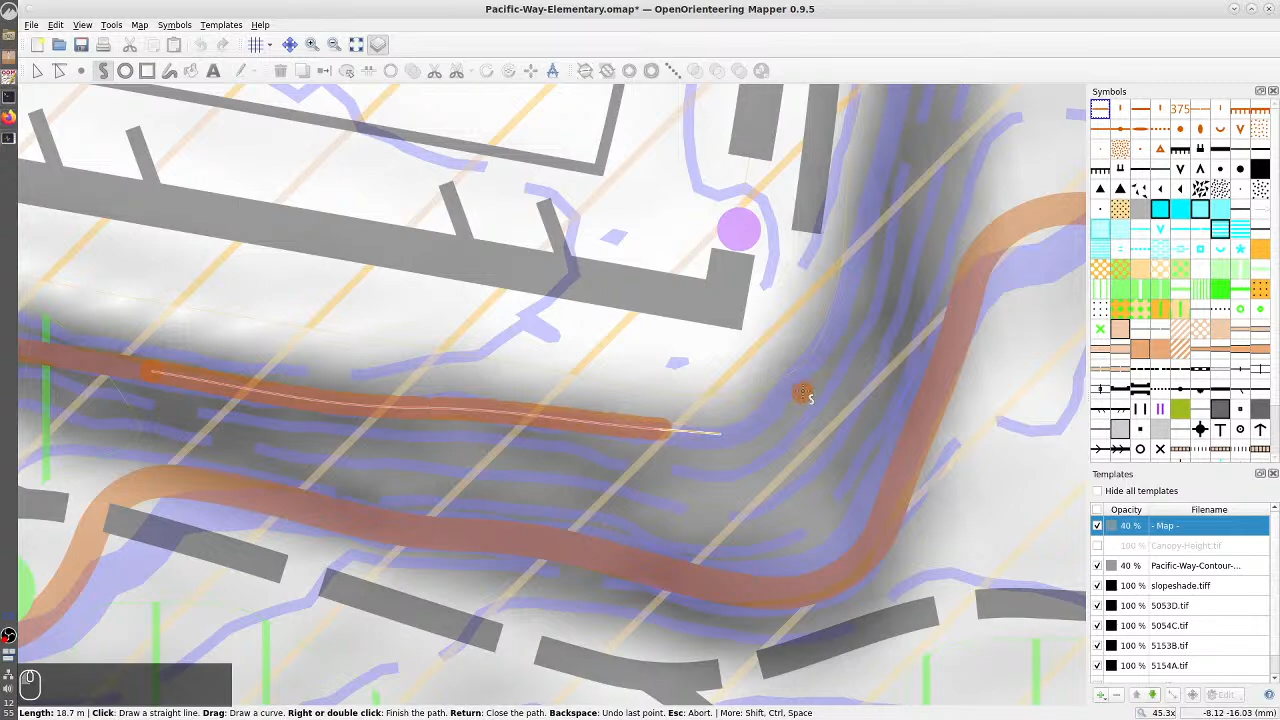 Pacific-Way-Elementary.omap* — OpenOrienteering Mapper 0.9.5
File Edit View Tools Map Symbols Templates Help
Symbols
375
Templates
Hide all templates
Opacity Filename
40 % - Map -
100 % Canopy-Height.tif
40 % Pacific-Way-Contour-...
100 % slopeshade.tiff
100 % 5053D.tif
100 % 5054C.tif
100 % 5153B.tif
100 % 5154A.tif
Edit...
12
55
Length: 18.7 m | Click: Draw a straight line. Drag: Draw a curve. Right or double click: Finish the path. Return: Close the path. Backspace: Undo last point. Esc: Abort. | More: Shift, Ctrl, Space
45.3x
-8.12 -16.03 (mm)